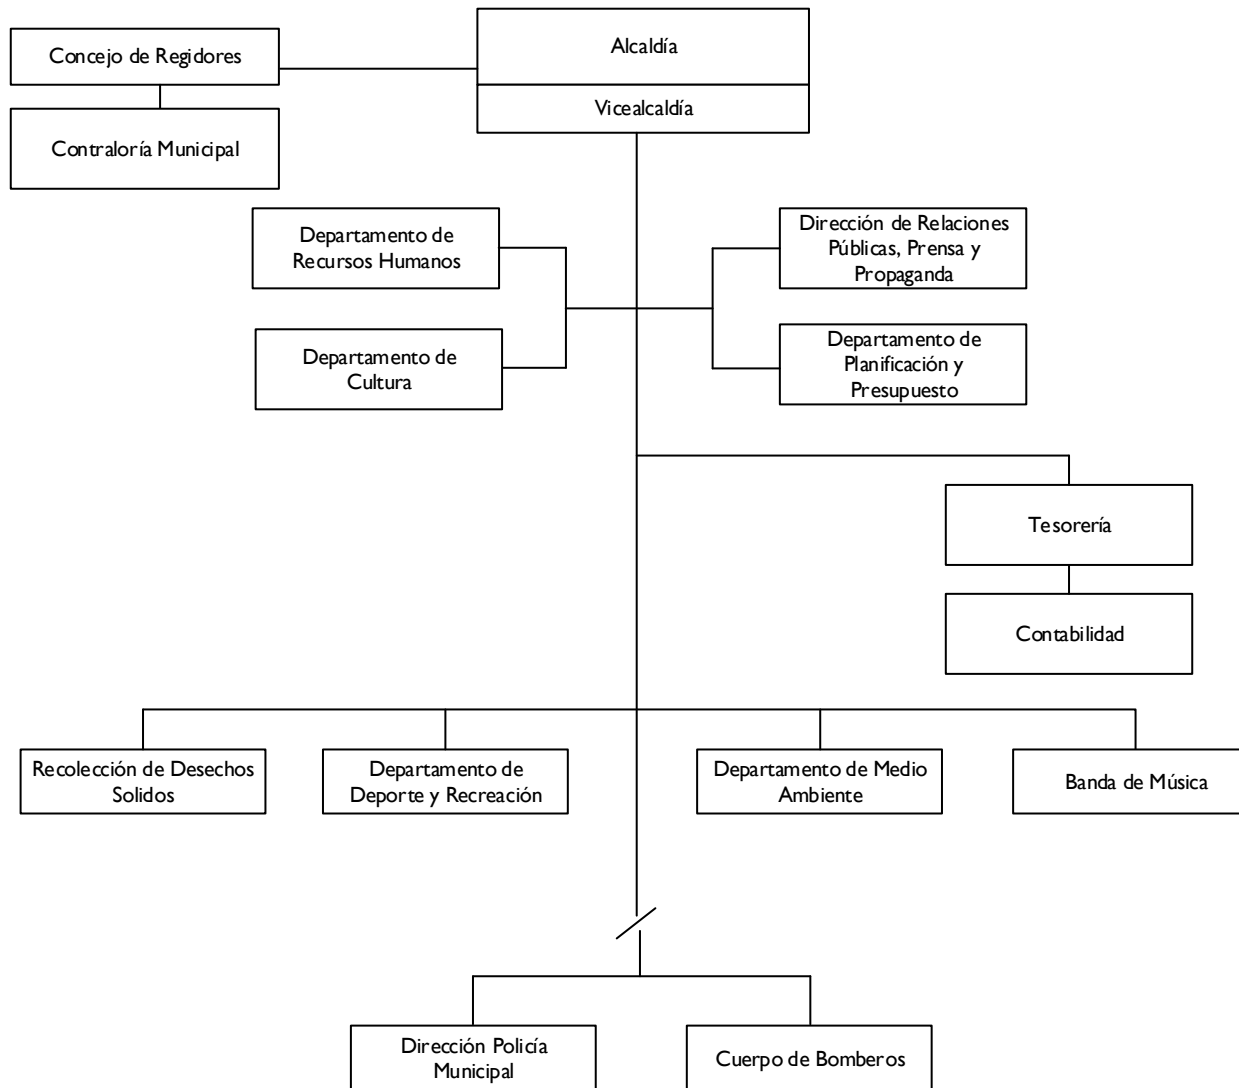 Alcaldía
Concejo de Regidores
Vicealcaldía
Contraloría Municipal
Departamento de
Recursos Humanos
Dirección de Relaciones
Públicas, Prensa y
Propaganda
Departamento de
Cultura
Departamento de
Planificación y
Presupuesto
Tesorería
Contabilidad
Recolección de Desechos
Solidos
Departamento de
Deporte y Recreación
Departamento de Medio
Ambiente
Banda de Música
Dirección Policía
Municipal
Cuerpo de Bomberos